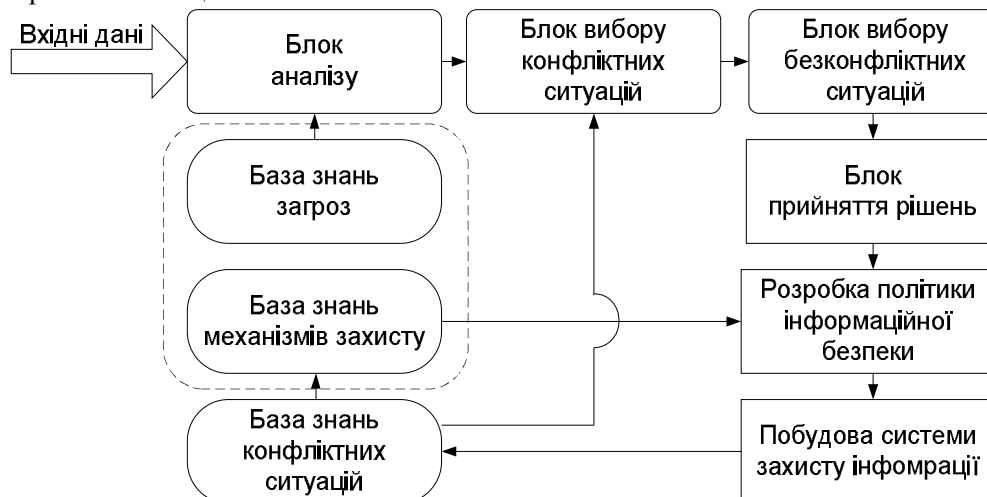 Вхідні дані
Блок
аналізу
Блок вибору
конфліктних
ситуацій
Блок вибору
безконфліктних
ситуацій
База знань
загроз
Блок
прийняття рішень
База знань
механізмів захисту
Розробка політики
інформаційної
безпеки
База знань
конфліктних
ситуацій
Побудова системи
захисту інфомрації